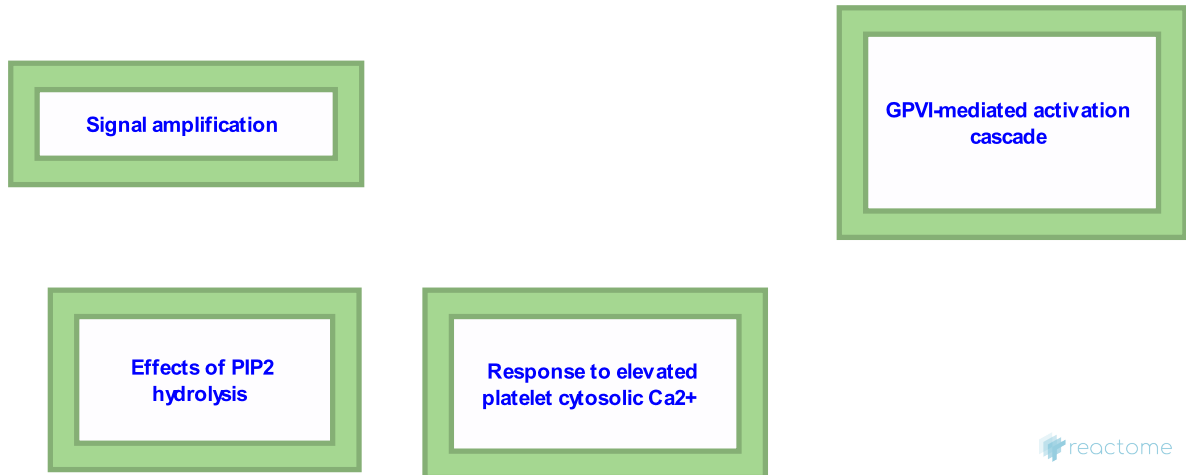 Signal amplification
GPVI-mediated activation
cascade
Effects of PIP2
hydrolysis
Response to elevated
platelet cytosolic Ca2+
reactome